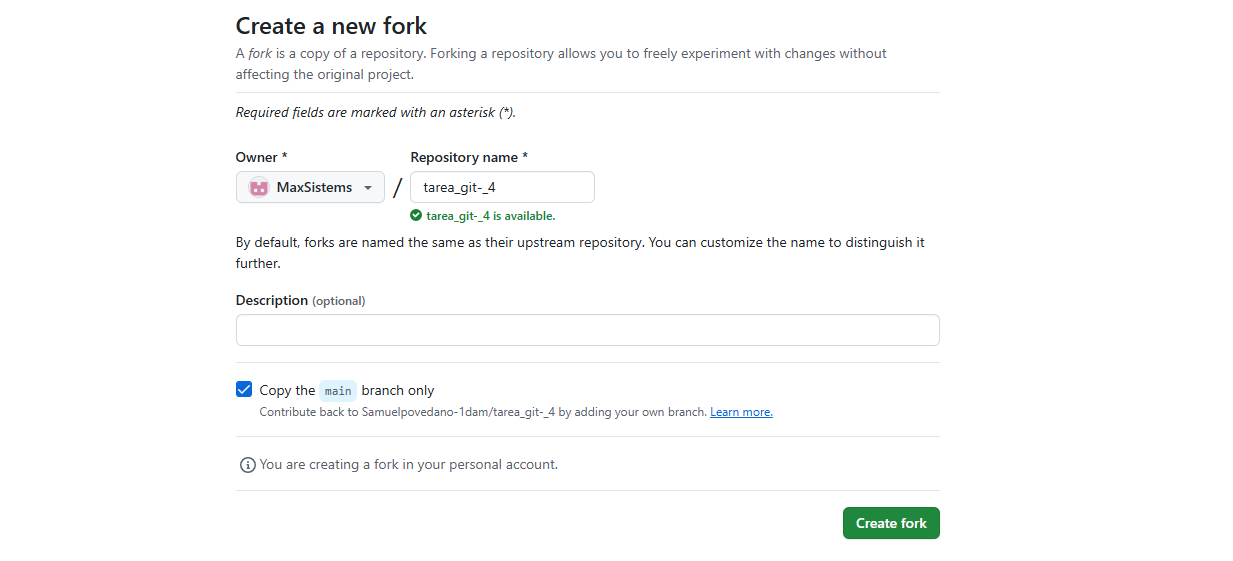 Create a new fork
A fork is a copy of a repository. Forking a repository allows you to freely experiment with changes without
affecting the original project.
Required fields are marked with an asterisk (*).
Owner *
Repository name *
MaxSistems
/
tarea_git-_4
tarea_git-_4 is available.
By default, forks are named the same as their upstream repository. You can customize the name to distinguish it
further.
Description (optional)
Copy the main branch only
Contribute back to Samuelpovedano-1dam/tarea_git-_4 by adding your own branch. Learn more.
You are creating a fork in your personal account.
Create fork